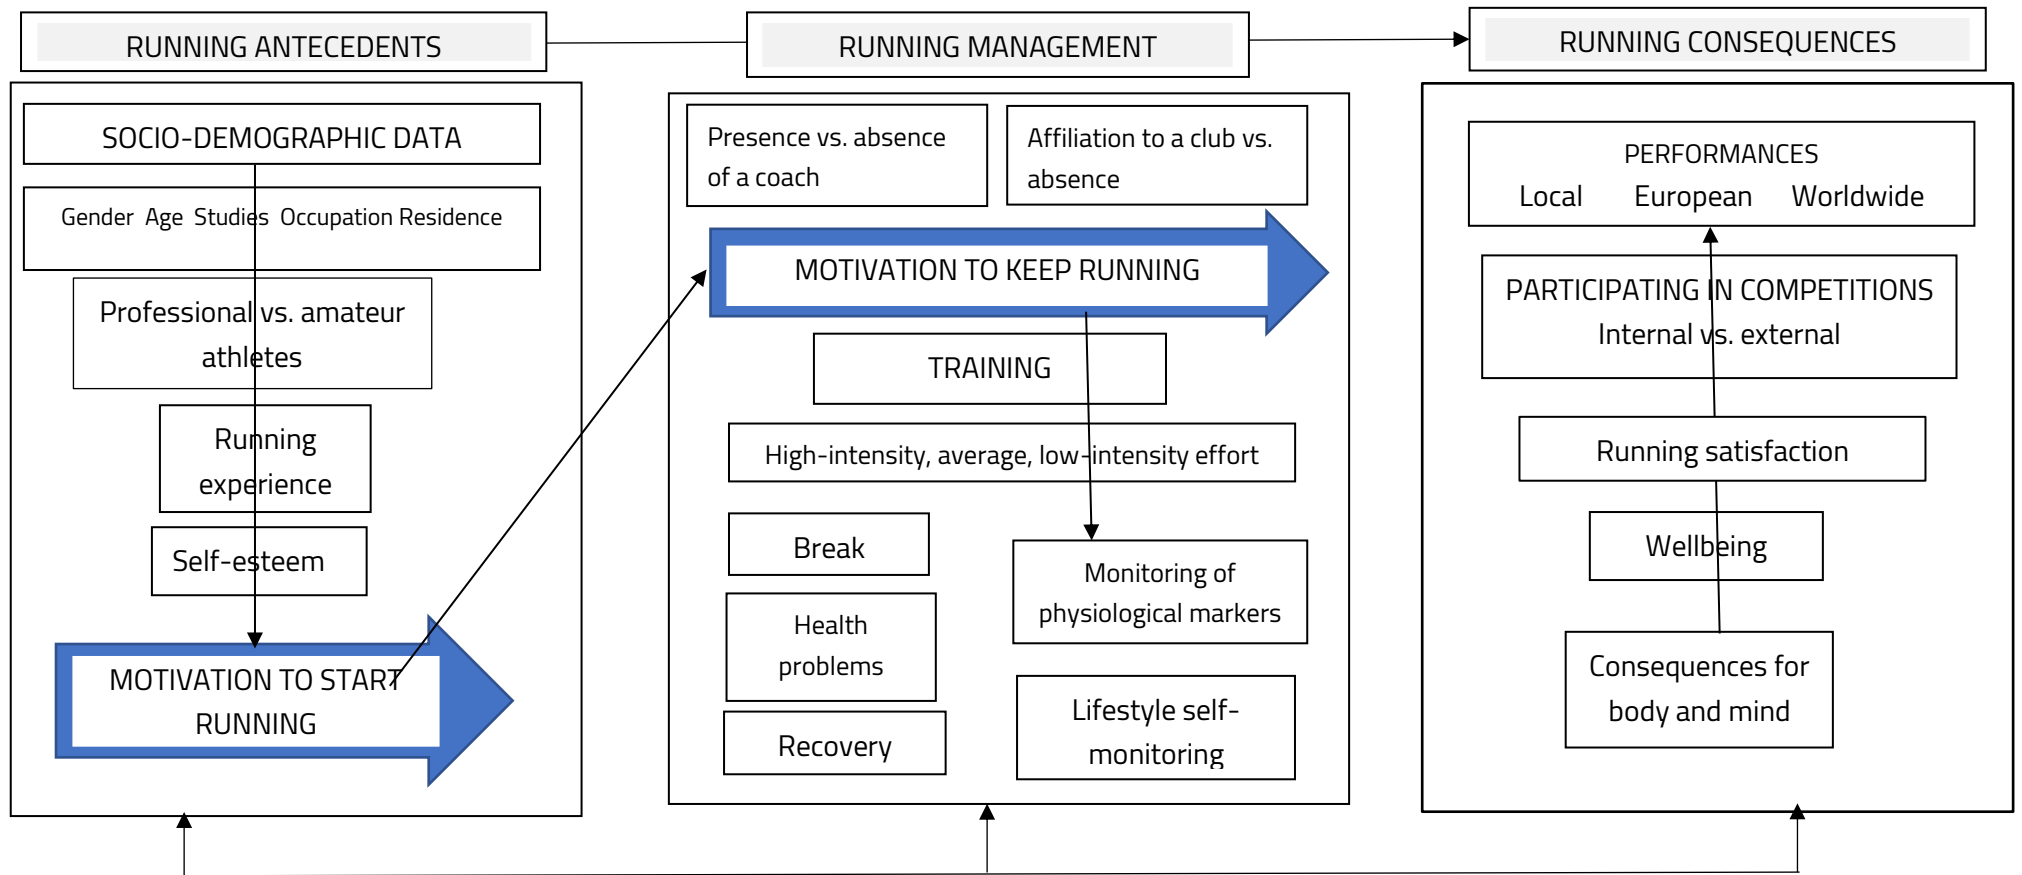 RUNNING ANTECEDENTS
RUNNING MANAGEMENT
RUNNING CONSEQUENCES
SOCIO-DEMOGRAPHIC DATA
Gender Age Studies Occupation Residence
Professional vs. amateur
athletes
Running
experience
Self-esteem
MOTIVATION TO START
RUNNING
Presence vs. absence
of a coach
Affiliation to a club vs.
absence
MOTIVATION TO KEEP RUNNING
TRAINING
High-intensity, average, low-intensity effort
Break
Health
problems
Recovery
Monitoring of
physiological markers
Lifestyle self-
monitoring
PERFORMANCES
Local European Worldwide
PARTICIPATING IN COMPETITIONS
Internal vs. external
Running satisfaction
Wellbeing
Consequences for
body and mind